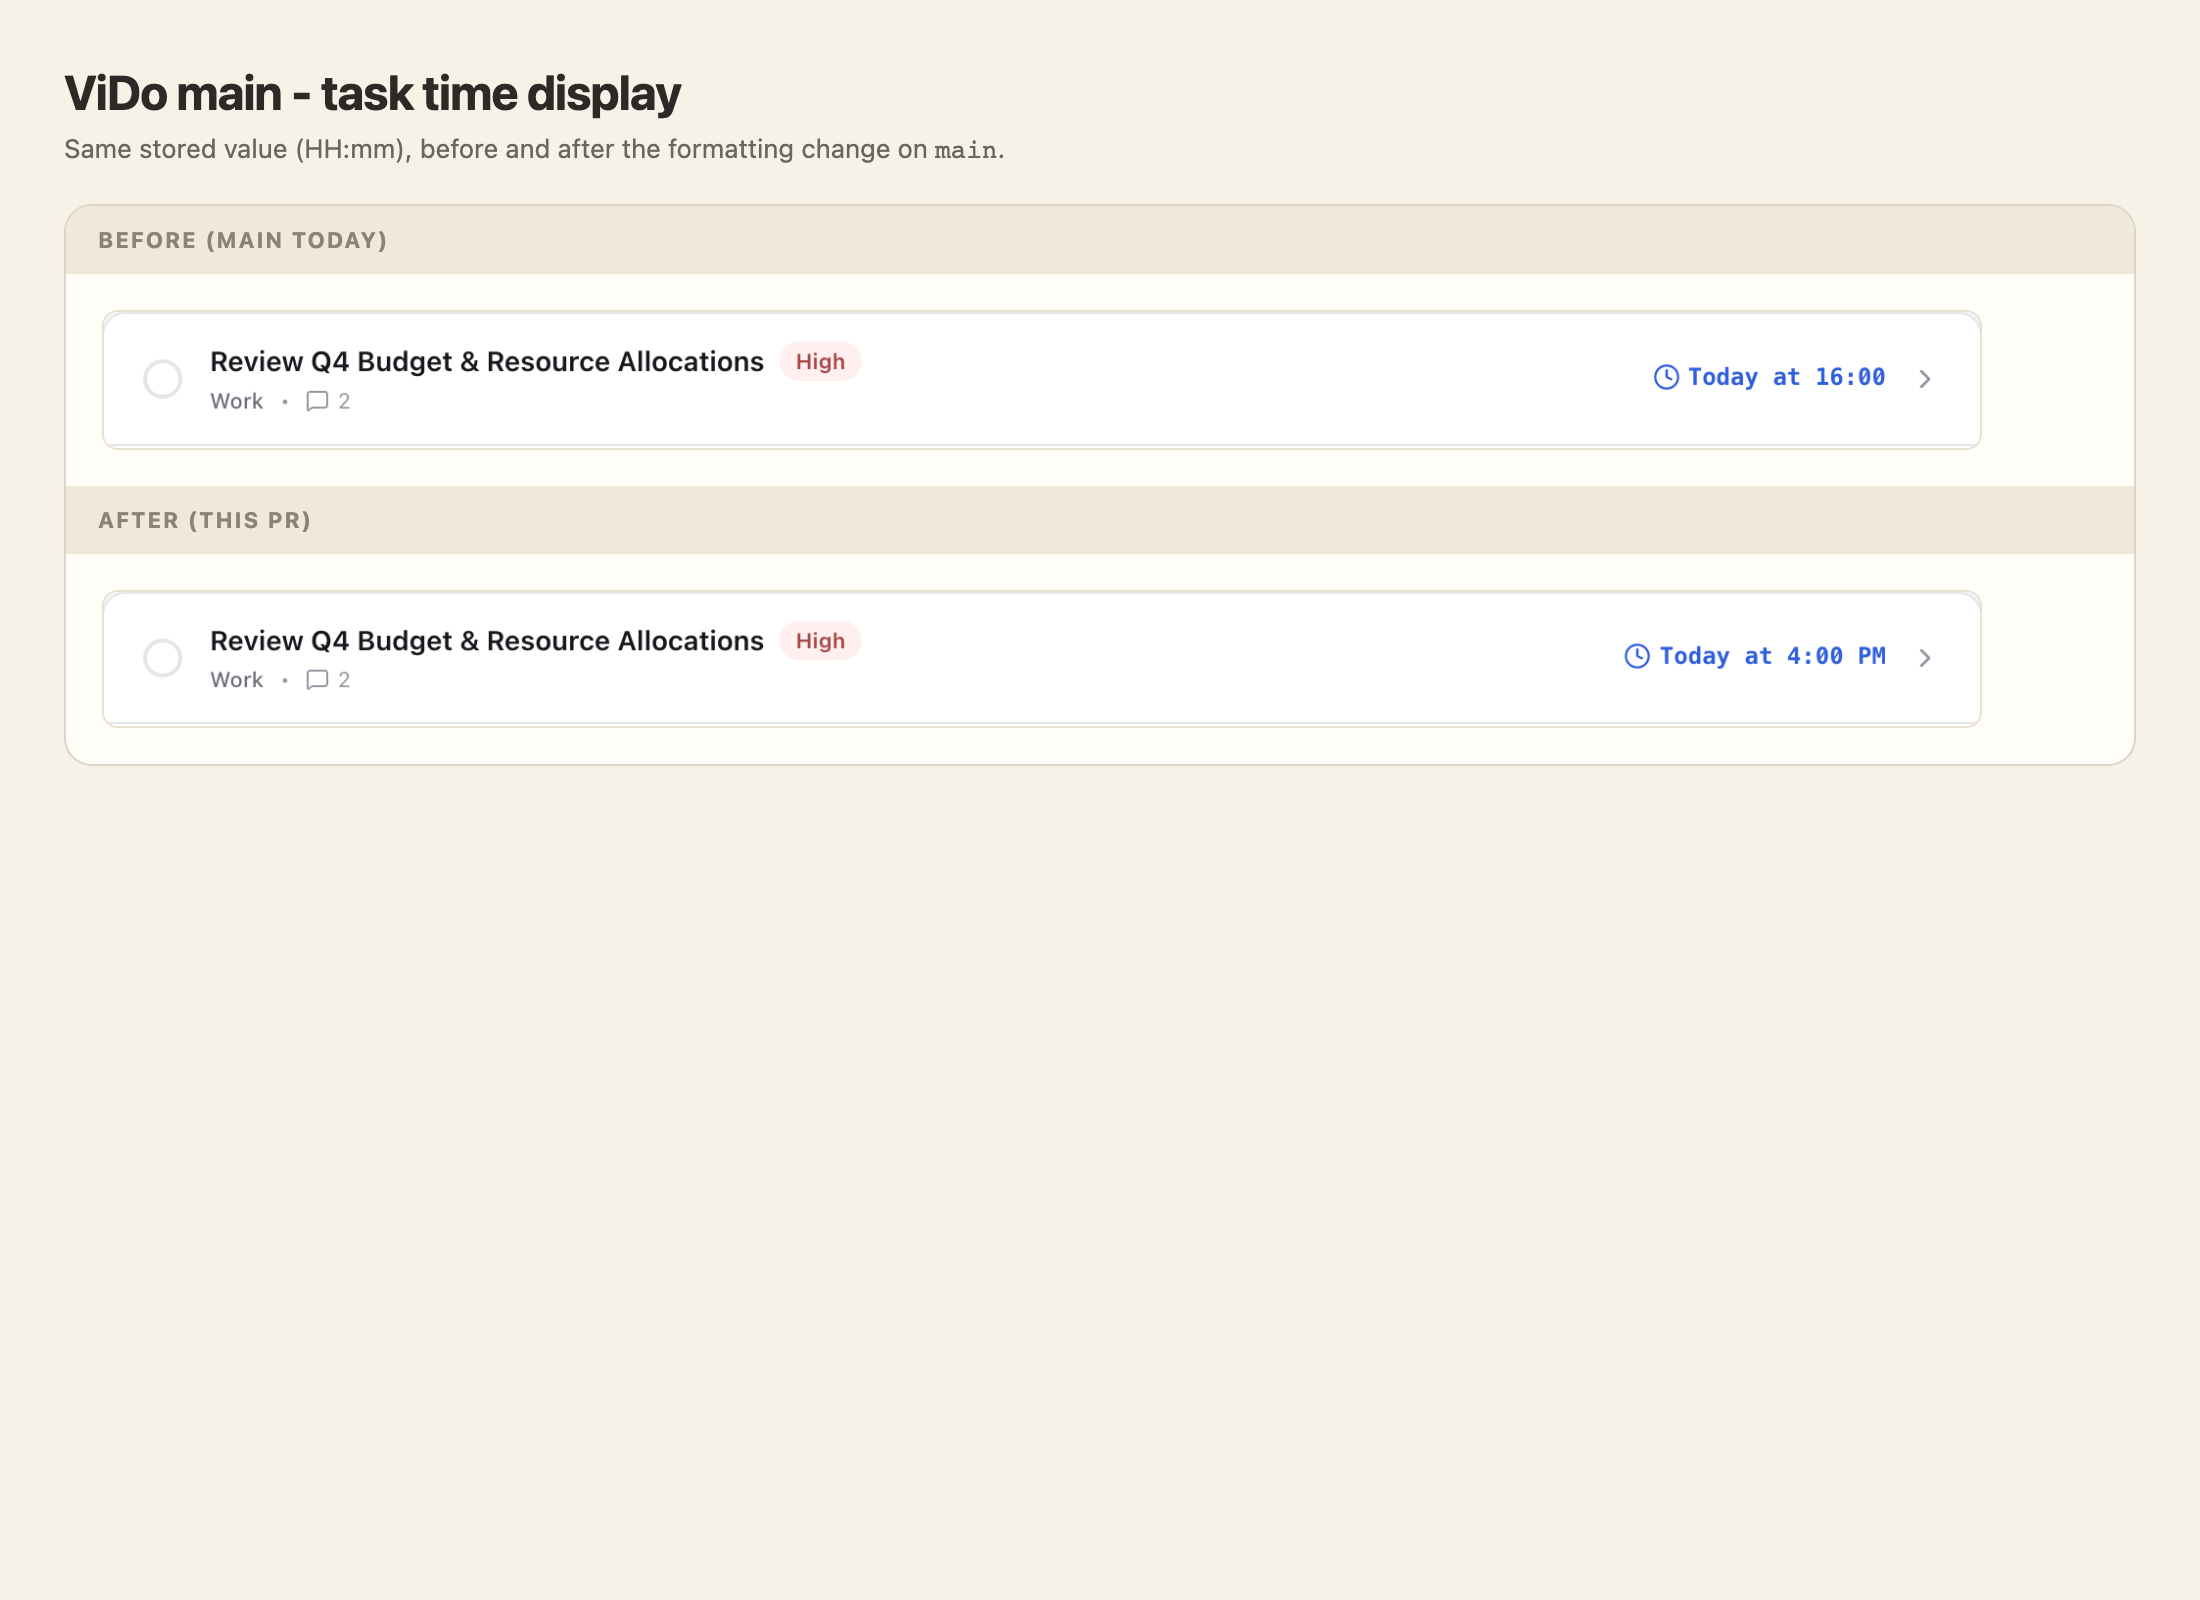 ViDo main - task time display
Same stored value (HH:mm), before and after the formatting change on main.
BEFORE (MAIN TODAY)
Review Q4 Budget & Resource Allocations High
Today at 16:00
Work • 2
AFTER (THIS PR)
Review Q4 Budget & Resource Allocations High
Today at 4:00 PM
Work • 2